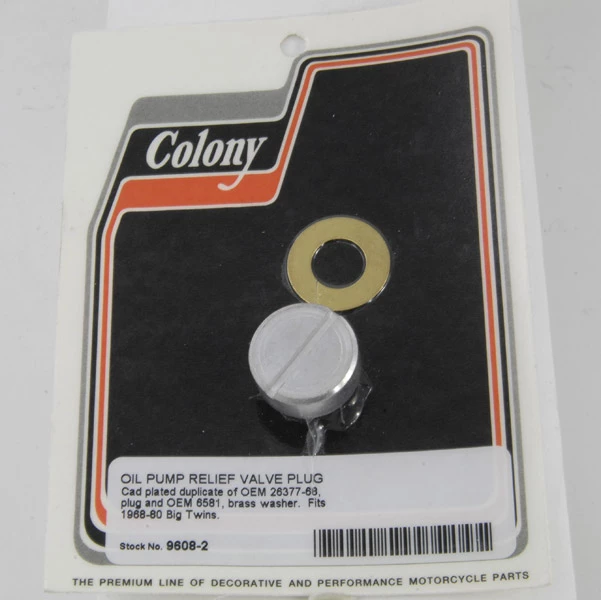 Colony
OIL PUMP RELIEF VALVE PLUG
Cad plated duplicate of OEM 26377-68,
plug and OEM 6581, brass washer. Fits
1968-80 Big Twins.
Stock No. 9608-2
THE PREMIUM LINE OF DECORATIVE AND PERFORMANCE MOTORCYCLE PARTS